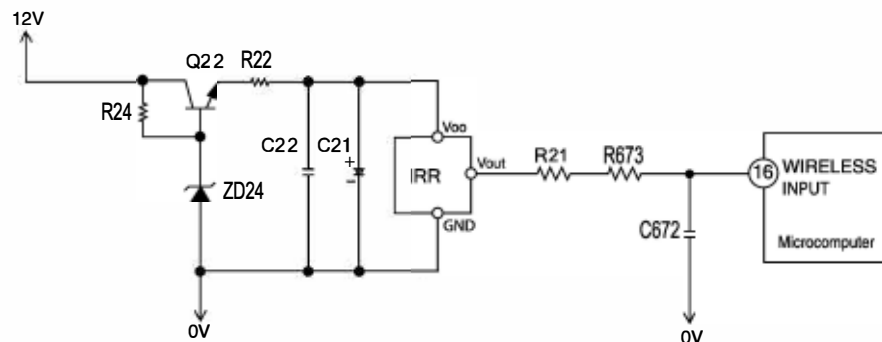 12V
Q22
R22
R24
C22
C21
+
-
ZD24
0V
Voo
Vout
IRR
GND
R21
R673
C672
0V
16
WIRELESS
INPUT
Microcomputer